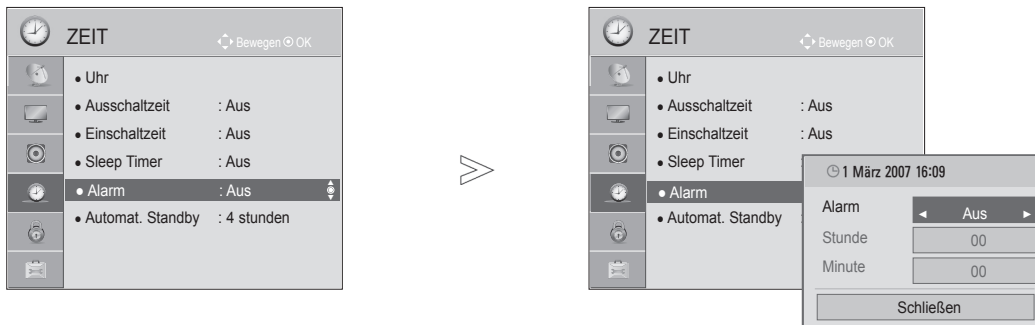 ZEIT
Bewegen OK
• Uhr
• Ausschaltzeit : Aus
• Einschaltzeit : Aus
• Sleep Timer : Aus
• Alarm : Aus
• Automat. Standby : 4 stunden
>
ZEIT
Bewegen OK
• Uhr
• Ausschaltzeit : Aus
• Einschaltzeit : Aus
• Sleep Timer
• Alarm
• Automat. Standby :
1 März 2007 16:09
Alarm ◄ Aus ►
Stunde 00
Minute 00
Schließen